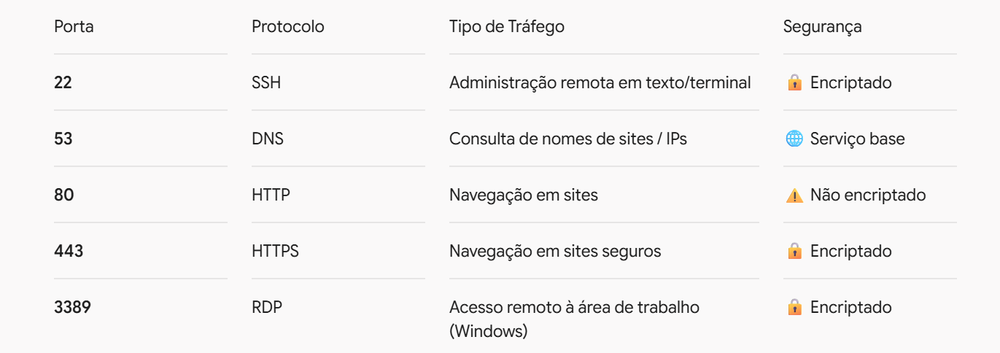 Porta Protocolo Tipo de Tráfego Segurança
22 SSH Administração remota em texto/terminal 🔒 Encriptado
53 DNS Consulta de nomes de sites / IPs 🌐 Serviço base
80 HTTP Navegação em sites ⚠️ Não encriptado
443 HTTPS Navegação em sites seguros 🔒 Encriptado
3389 RDP Acesso remoto à área de trabalho 🔒 Encriptado
(Windows)